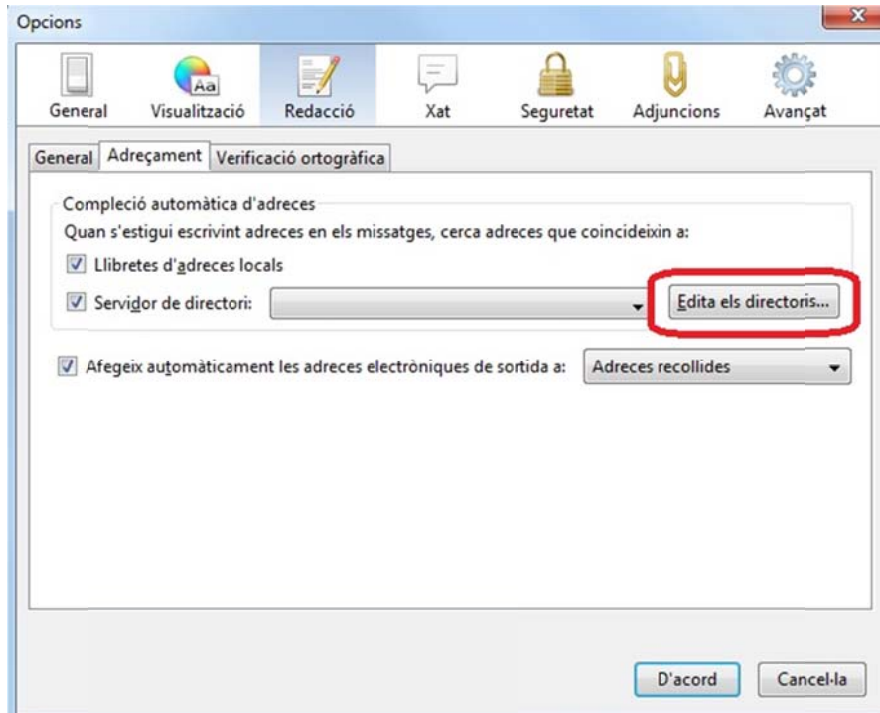 Opcions
Aa
General Visualització Redacció Xat Seguretat Adjuncions Avançat
General Adreçament Verificació ortogràfica
Compleció automàtica d'adreces
Quan s'estigui escrivint adreces en els missatges, cerca adreces que coincideixin a:
Llibretes d'adreces locals
Servidor de directori: Edita els directoris...
Afegeix automàticament les adreces electròniques de sortida a: Adreces recollides
D'acord Cancel·la